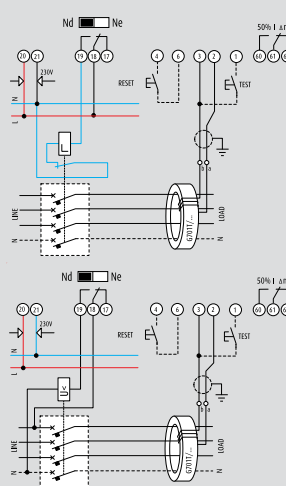 Nd Ne
50% I Δn
20 21 19 18 17 4 6 3 2 1 60 61
230V
RESET
TEST
N
L
b a
LINE
N
G701T/...
LOAD
N
Nd Ne
50% I Δn
20 21 19 18 17 4 6 3 2 1 60 61
230V
RESET
TEST
N
L
U<
b a
LINE
N
G701T/...
LOAD
N